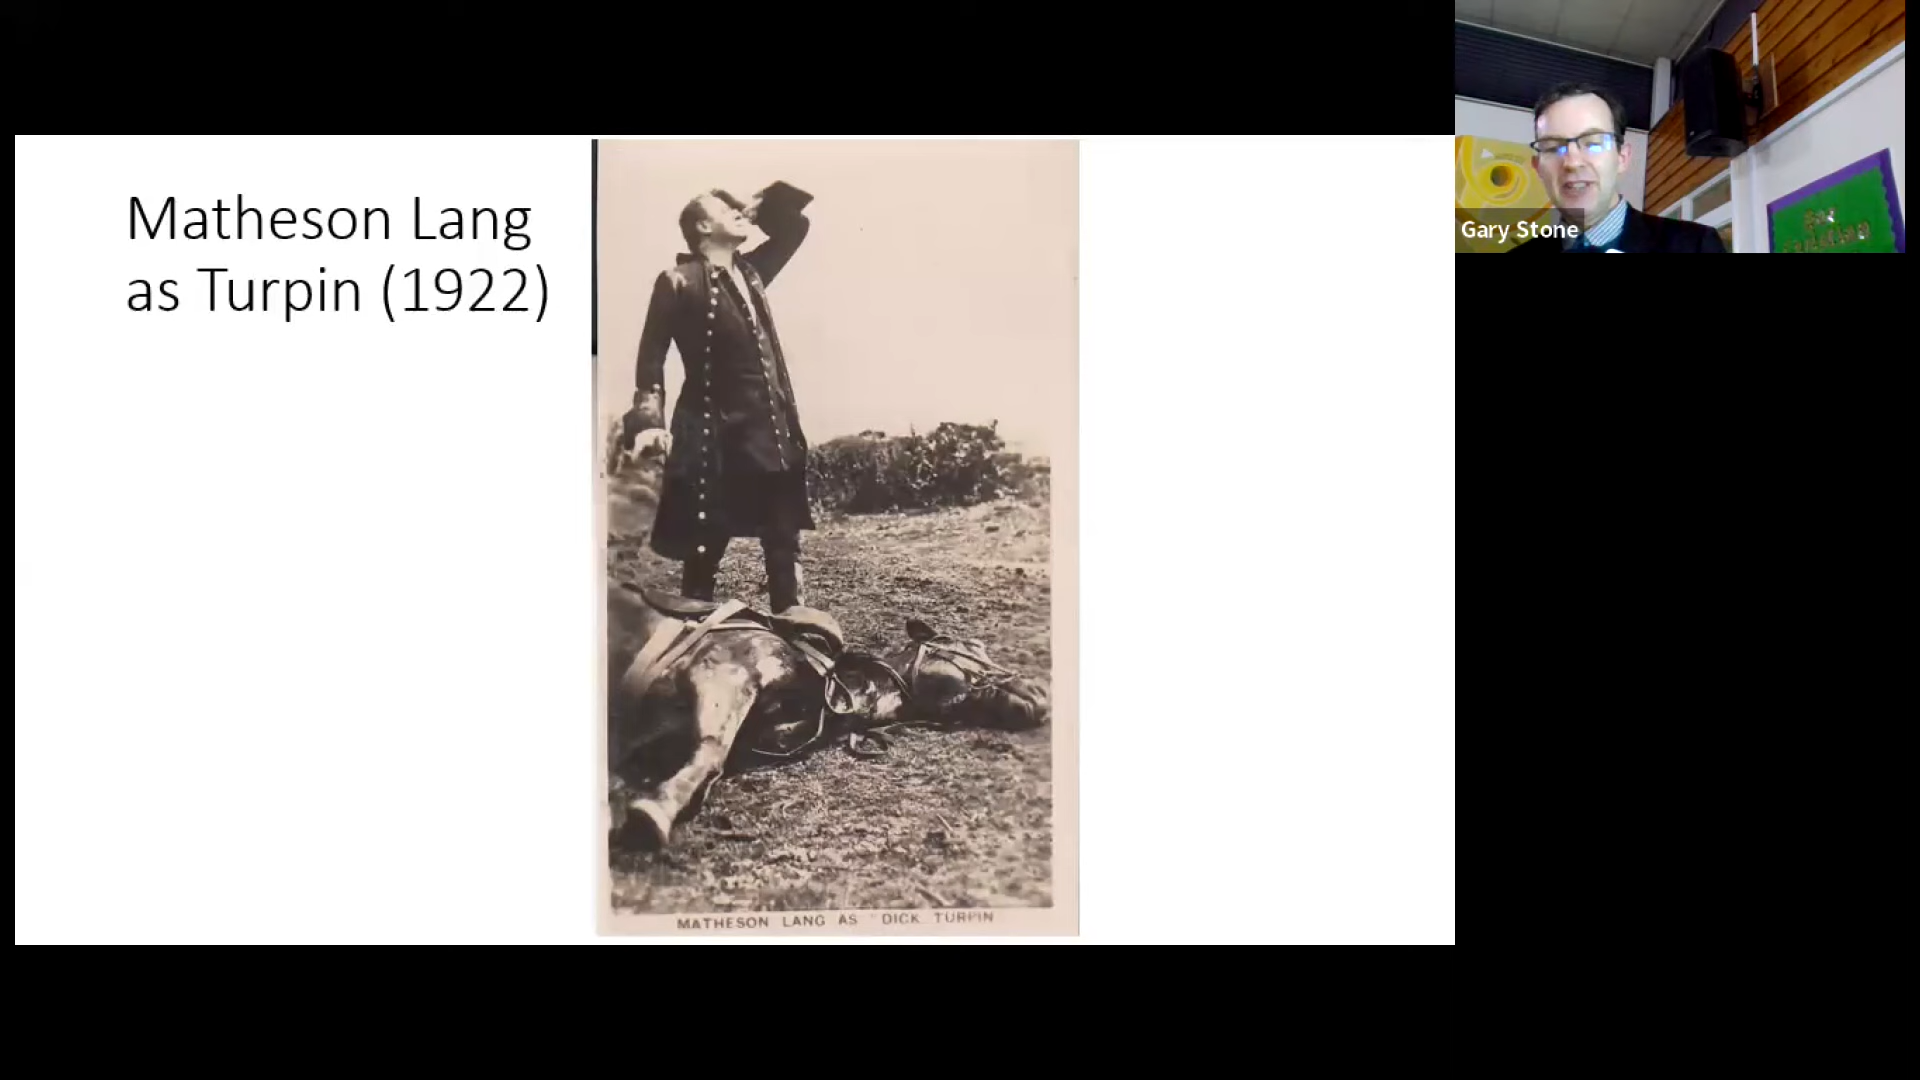 Matheson Lang
as Turpin (1922)
MATHESON LANG AS "DICK TURPIN
Gary Stone